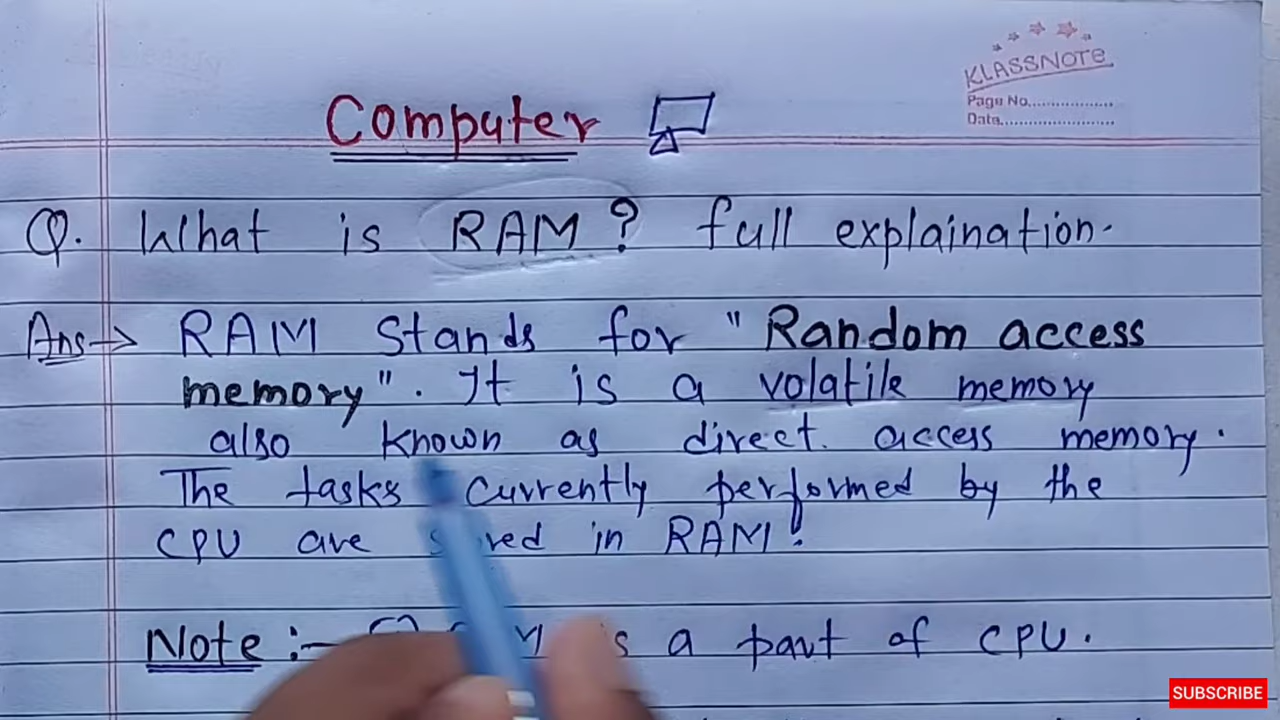 KLASSNOTE
Page No..................
Data........................
Computer
Q. What is RAM? full explaination.
Ans→ RAM stands for "Random access
memory". It is a volatile memory
also known as direct. access memory.
The tasks currently performed by the
CPU are in RAM!
Note :- is a part of CPU.
SUBSCRIBE